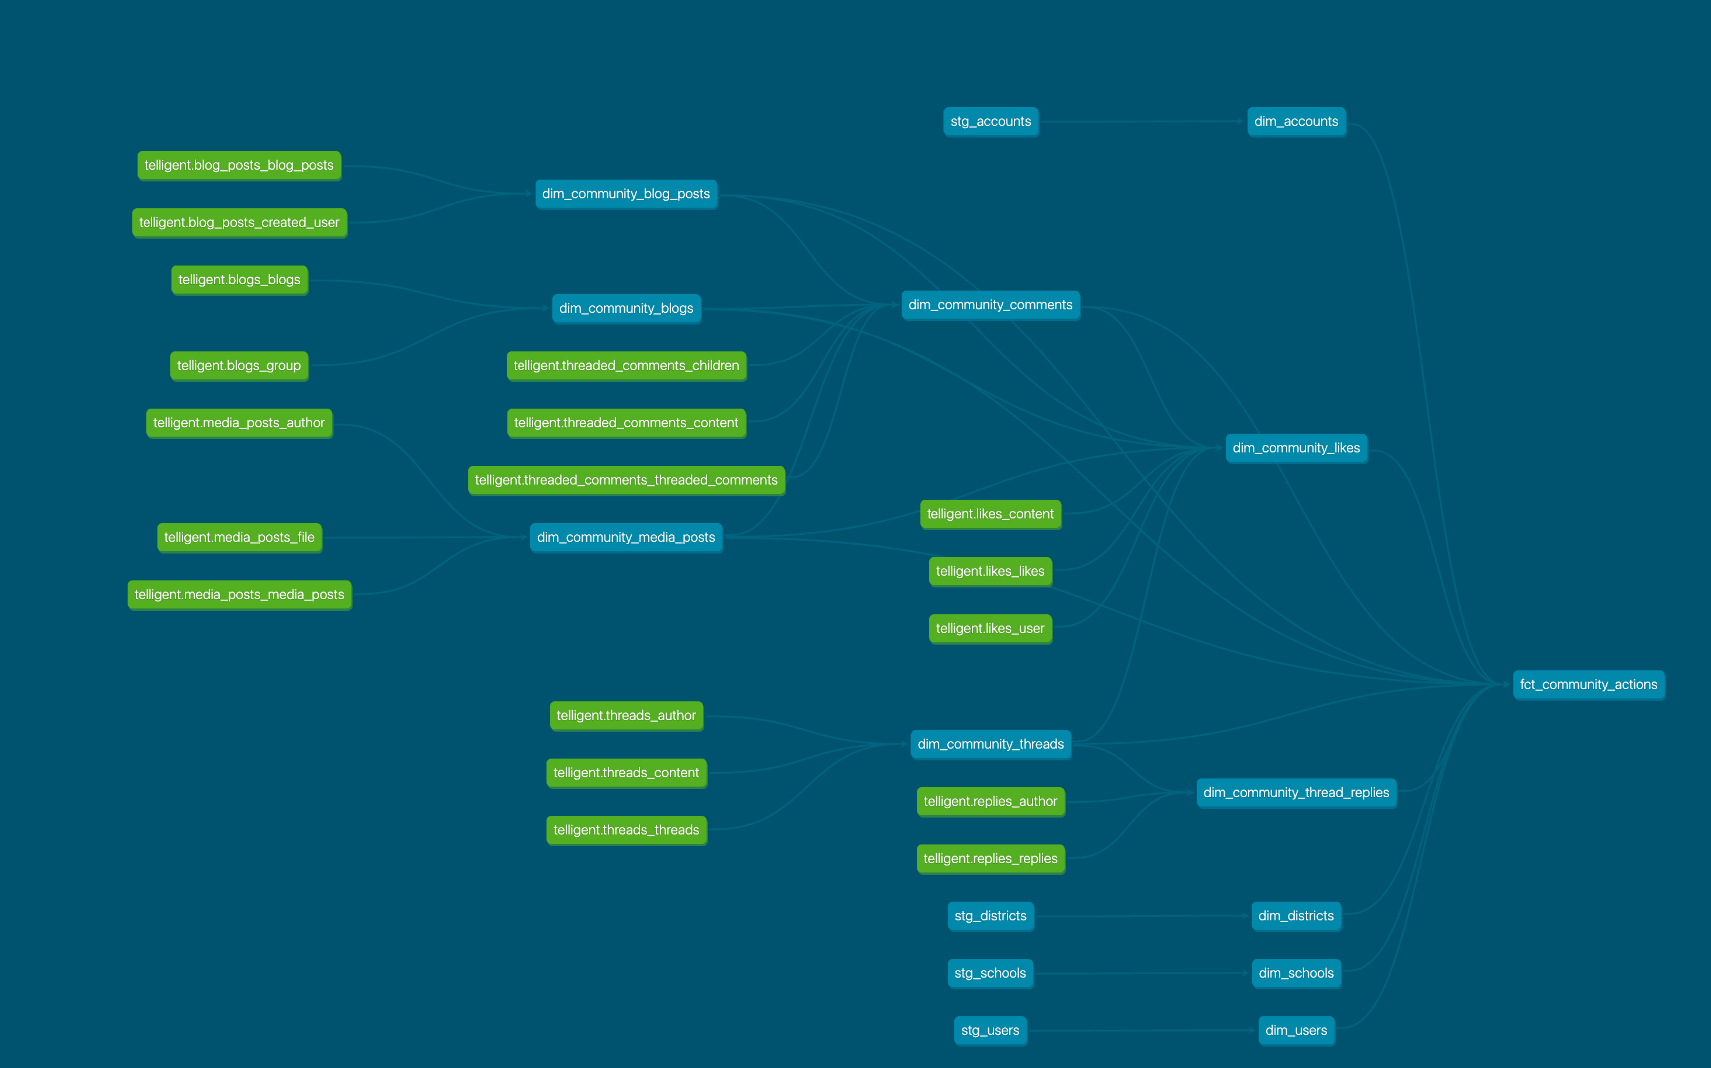 stg_accounts
dim_accounts
telligent.blog_posts_blog_posts
dim_community_blog_posts
telligent.blog_posts_created_user
telligent.blogs_blogs
dim_community_blogs
dim_community_comments
telligent.blogs_group
telligent.threaded_comments_children
telligent.media_posts_author
telligent.threaded_comments_content
dim_community_likes
telligent.threaded_comments_threaded_comments
telligent.likes_content
telligent.media_posts_file
dim_community_media_posts
telligent.likes_likes
telligent.media_posts_media_posts
telligent.likes_user
fct_community_actions
telligent.threads_author
dim_community_threads
telligent.threads_content
dim_community_thread_replies
telligent.replies_author
telligent.threads_threads
telligent.replies_replies
stg_districts
dim_districts
stg_schools
dim_schools
stg_users
dim_users